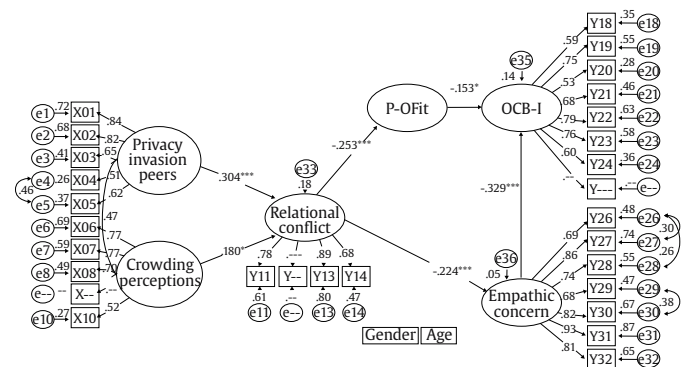 .35
Y18 e18
.59
e35 .55
Y19 e19
.75
.14 .28
Y20 e20
.53
.72 P-OFit -.153* OCB-I .46
e1 X01 .68 Y21 e21
.84
.68 .79 .63
e2 X02 Y22 e22
.82 Privacy
.41 .65 invasion .76 .58
e3 X03 Y23 e23
peers -.253***
.26 .51 .60 .36
e4 X04 e33 Y24 e24
.46 .37 .62 .304*** .18 .-- .--
e5 X05 Y--- e--
-.329***
.69 .47 Relational .48
e6 X06 conflict Y26 e26
.77 .69 .30
.59 .180* .78 .--- .89 .68 .74
e7 X07 .77 Y27 e27
.86 .26
.49 Crowding Y11 Y-- Y13 Y14 -.224*** e36 .55
e8 X08 perceptions .74 Y28 e28
.61 .-- .80 .47 .05 .47
e-- -- X-- .-- e11 e-- e13 e14 Empathic .68 Y29 e29
.27 .52 concern .82 .67 .38
e10 X10 Y30 e30
Gender Age .93 .87
Y31 e31
.81 .65
Y32 e32